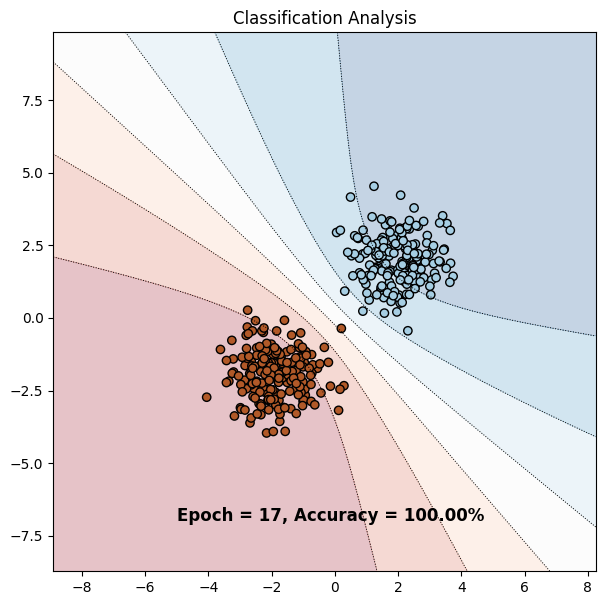 Classification Analysis
7.5
5.0
2.5
0.0
−2.5
−5.0
−7.5
Epoch = 17, Accuracy = 100.00%
−8 −6 −4 −2 0 2 4 6 8